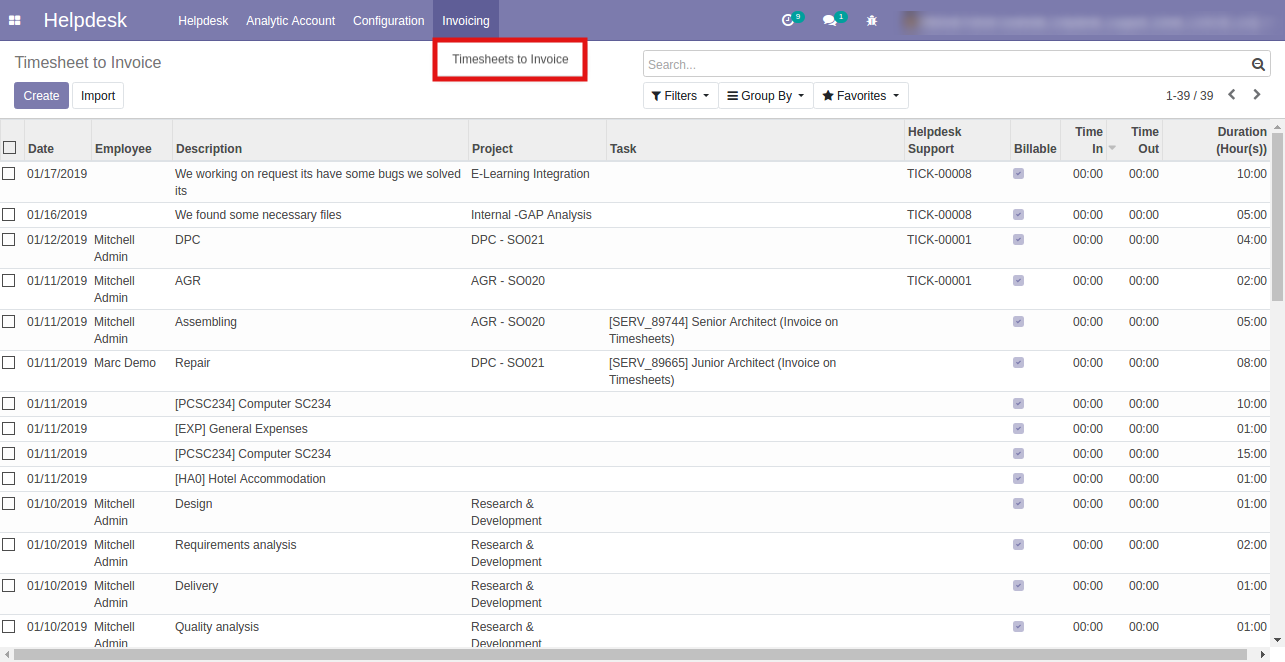 Helpdesk Helpdesk Analytic Account Configuration Invoicing 9 1
Timesheets to Invoice
Timesheet to Invoice Search...
Create Import Filters Group By Favorites 1-39 / 39
Date Employee Description Project Task Helpdesk Support Billable Time In Time Out Duration (Hour(s))
01/17/2019 We working on request its have some bugs we solved E-Learning Integration TICK-00008 00:00 00:00 10:00
its
01/16/2019 We found some necessary files Internal -GAP Analysis TICK-00008 00:00 00:00 05:00
01/12/2019 Mitchell DPC DPC - SO021 TICK-00001 00:00 00:00 04:00
Admin
01/11/2019 Mitchell AGR AGR - SO020 TICK-00001 00:00 00:00 02:00
Admin
01/11/2019 Mitchell Assembling AGR - SO020 [SERV_89744] Senior Architect (Invoice on 00:00 00:00 05:00
Admin Timesheets)
01/11/2019 Marc Demo Repair DPC - SO021 [SERV_89665] Junior Architect (Invoice on 00:00 00:00 08:00
Timesheets)
01/11/2019 [PCSC234] Computer SC234 00:00 00:00 10:00
01/11/2019 [EXP] General Expenses 00:00 00:00 01:00
01/11/2019 [PCSC234] Computer SC234 00:00 00:00 15:00
01/11/2019 [HA0] Hotel Accommodation 00:00 00:00 01:00
01/10/2019 Mitchell Design Research & 00:00 00:00 01:00
Admin Development
01/10/2019 Mitchell Requirements analysis Research & 00:00 00:00 02:00
Admin Development
01/10/2019 Mitchell Delivery Research & 00:00 00:00 01:00
Admin Development
01/10/2019 Mitchell Quality analysis Research & 00:00 00:00 01:00
Admin Development